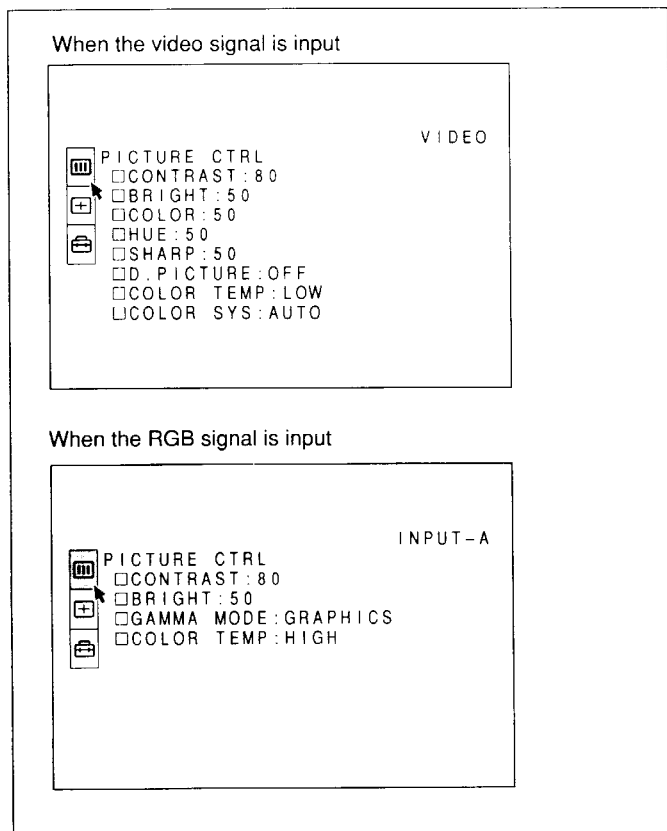 When the video signal is input
VIDEO
PICTURE CTRL
□CONTRAST:80
□BRIGHT:50
□COLOR:50
□HUE:50
□SHARP:50
□D.PICTURE:OFF
□COLOR TEMP:LOW
□COLOR SYS:AUTO
When the RGB signal is input
INPUT-A
PICTURE CTRL
□CONTRAST:80
□BRIGHT:50
□GAMMA MODE:GRAPHICS
□COLOR TEMP:HIGH